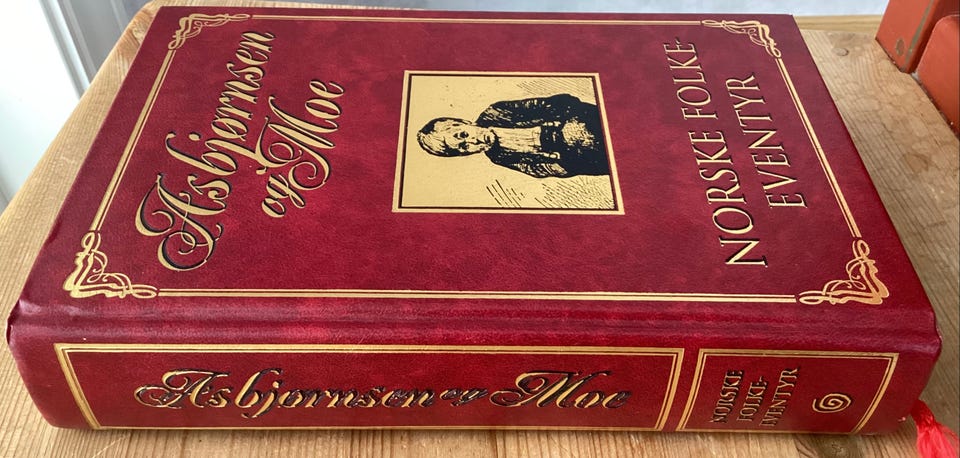 Asbjørnsen
og Moe
NORSKE FOLKE-
EVENTYR
Asbjørnsen og Moe
NORSKE
FOLKE-
EVENTYR